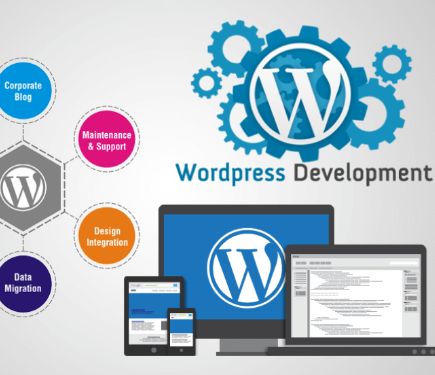 Corporate
Blog
Maintenance
& Support
Design
Integration
Data
Migration
Wordpress Development